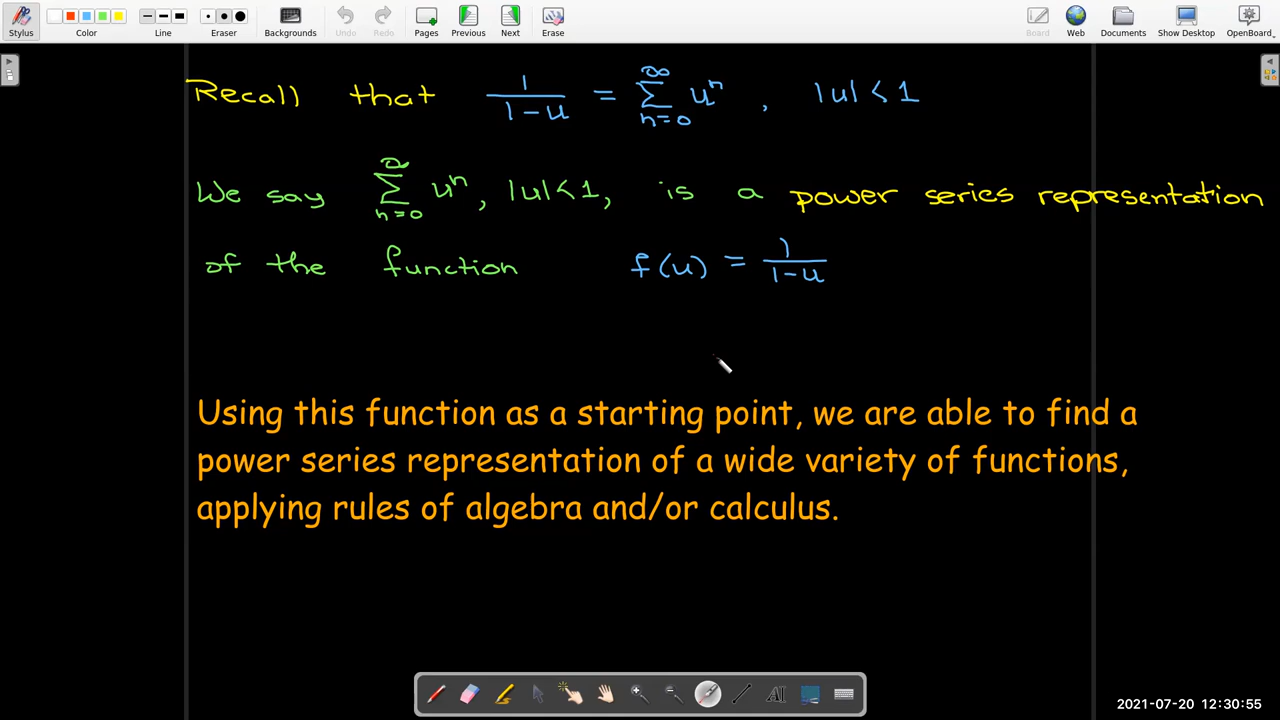 Stylus Color Line Eraser Backgrounds Undo Redo Pages Previous Next Erase Board Web Documents Show Desktop OpenBoard
Recall that 1/(1-u) = ∑_{n=0}^{∞} u^n , |u| < 1
We say ∑_{n=0}^{∞} u^n, |u| < 1, is a power series representation
of the function f(u) = 1/(1-u)
Using this function as a starting point, we are able to find a
power series representation of a wide variety of functions,
applying rules of algebra and/or calculus.
AI
2021-07-20 12:30:55